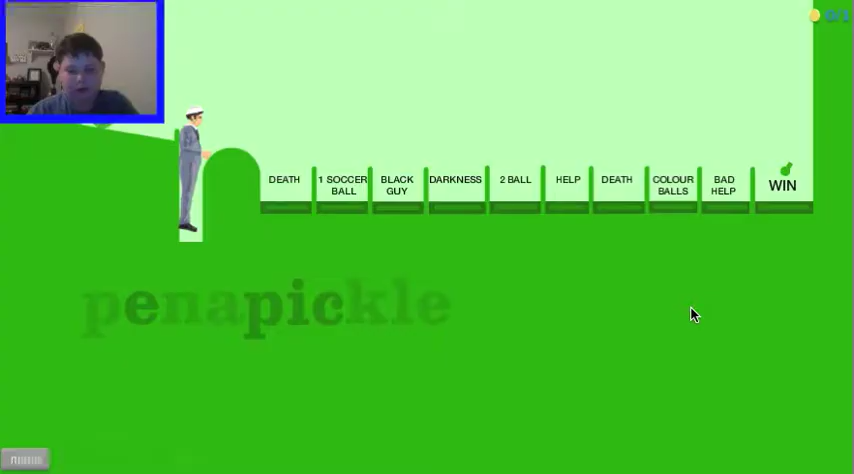 DEATH
1 SOCCER BALL
BLACK GUY
DARKNESS
2 BALL
HELP
DEATH
COLOUR BALLS
BAD HELP
WIN
penapickle